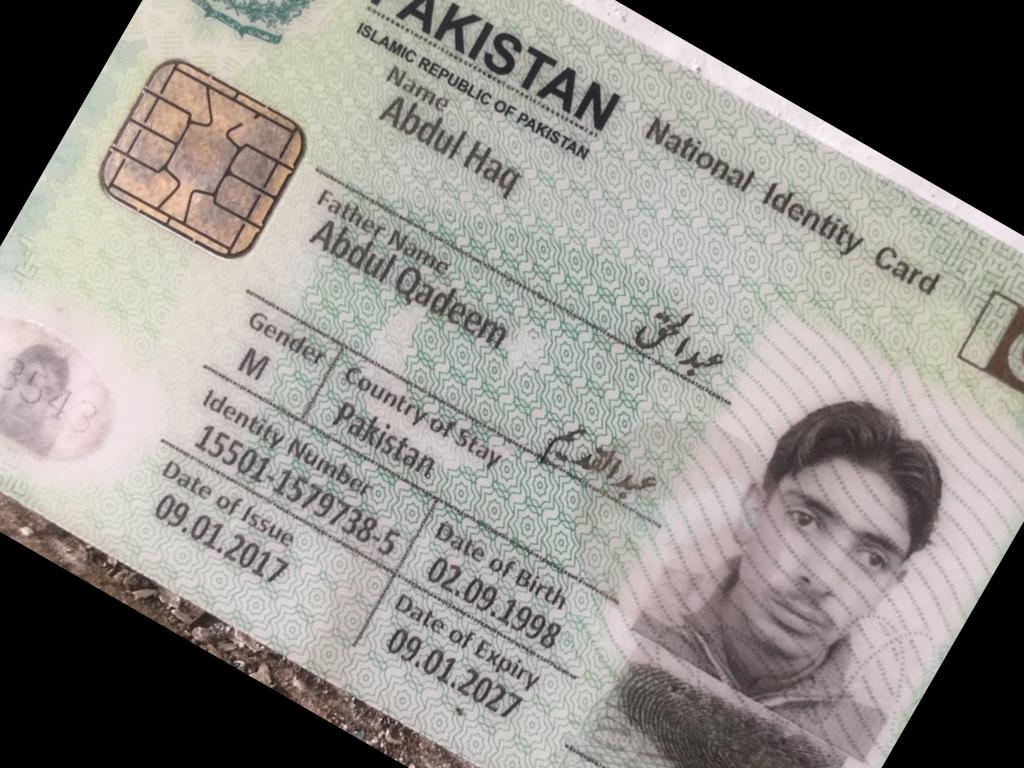 PAKISTAN
ISLAMIC REPUBLIC OF PAKISTAN
National Identity Card
Name
Abdul Haq
عبدالحق
Father Name
Abdul Qadeem
عبدالقدیم
Gender
M
Country of Stay
Pakistan
Identity Number
15501-1579738-5
Date of Birth
02.09.1998
Date of Issue
09.01.2017
Date of Expiry
09.01.2027